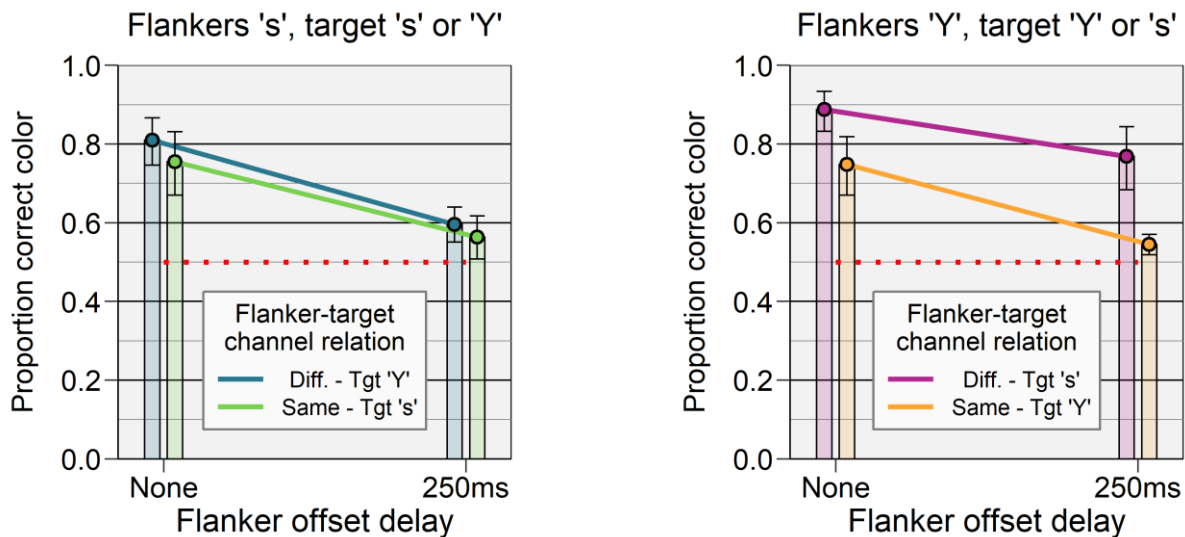 Flankers 's', target 's' or 'Y'
Proportion correct color
1.0
0.8
0.6
0.4
0.2
0.0
Flanker-target
channel relation
Diff. - Tgt 'Y'
Same - Tgt 's'
None
250ms
Flanker offset delay
Flankers 'Y', target 'Y' or 's'
Proportion correct color
1.0
0.8
0.6
0.4
0.2
0.0
Flanker-target
channel relation
Diff. - Tgt 's'
Same - Tgt 'Y'
None
250ms
Flanker offset delay